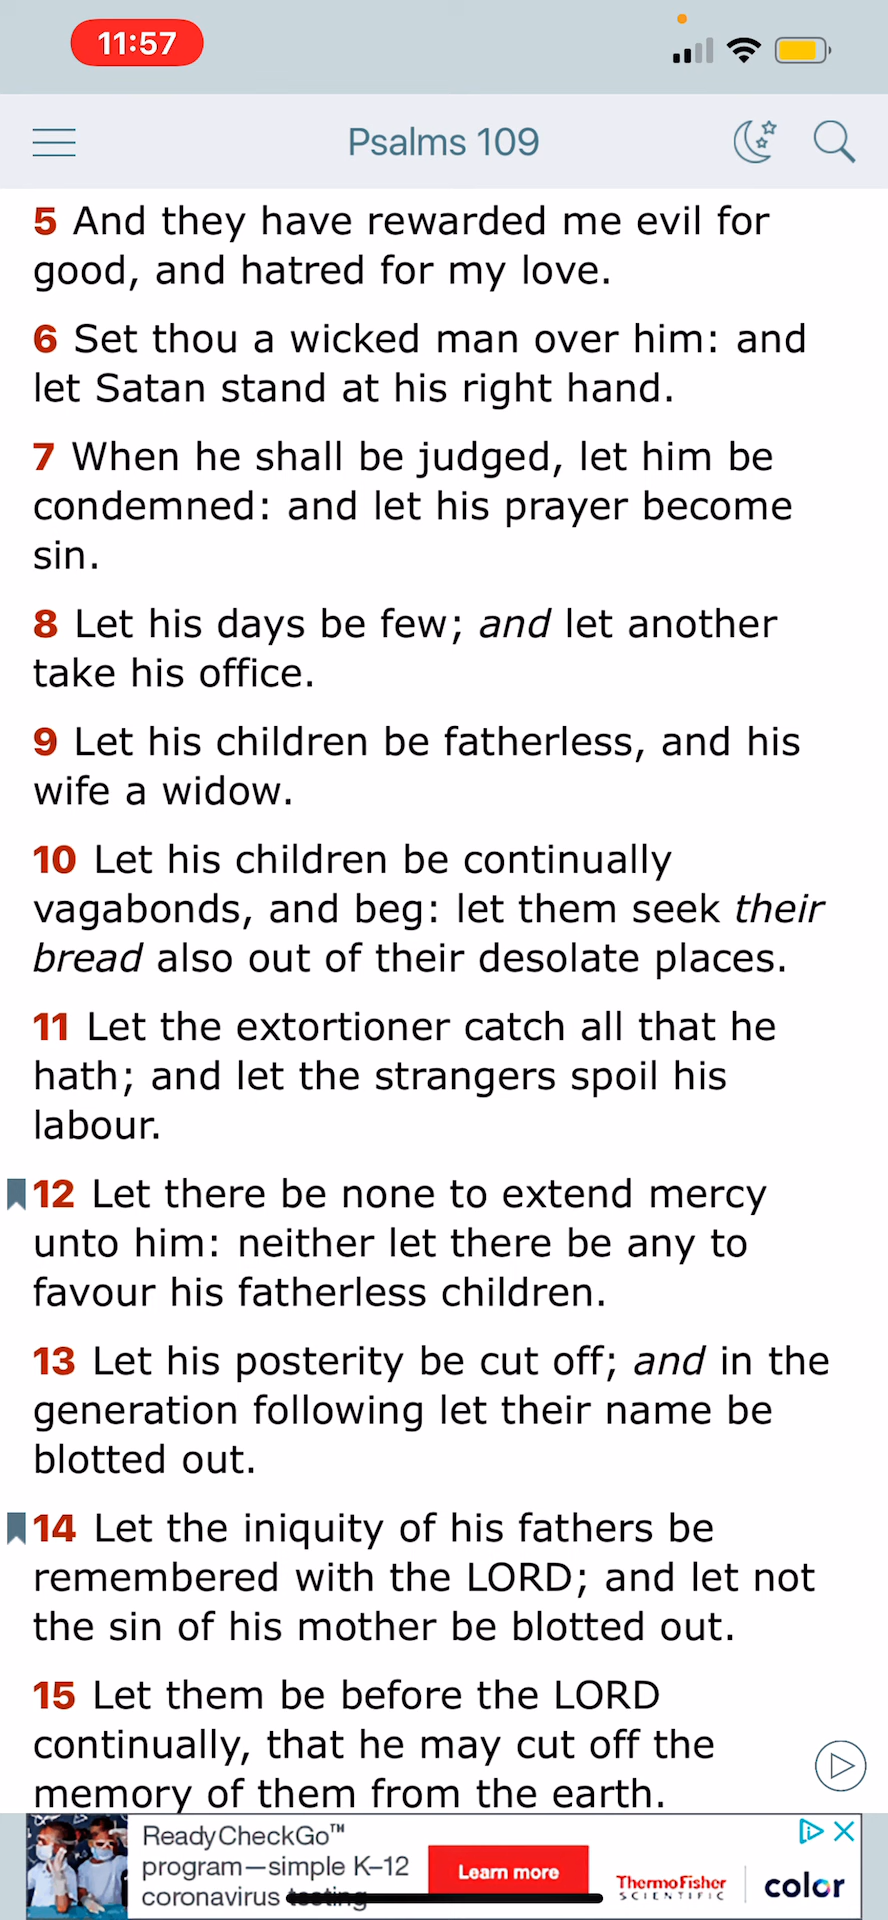 11:57
Psalms 109
5 And they have rewarded me evil for
good, and hatred for my love.
6 Set thou a wicked man over him: and
let Satan stand at his right hand.
7 When he shall be judged, let him be
condemned: and let his prayer become
sin.
8 Let his days be few; and let another
take his office.
9 Let his children be fatherless, and his
wife a widow.
10 Let his children be continually
vagabonds, and beg: let them seek their
bread also out of their desolate places.
11 Let the extortioner catch all that he
hath; and let the strangers spoil his
labour.
12 Let there be none to extend mercy
unto him: neither let there be any to
favour his fatherless children.
13 Let his posterity be cut off; and in the
generation following let their name be
blotted out.
14 Let the iniquity of his fathers be
remembered with the LORD; and let not
the sin of his mother be blotted out.
15 Let them be before the LORD
continually, that he may cut off the
memory of them from the earth.
ReadyCheckGo™
program—simple K–12
coronavirus testing
Learn more
ThermoFisher
SCIENTIFIC
color